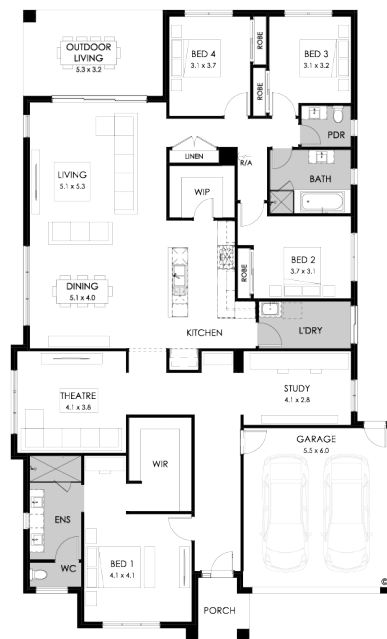 OUTDOOR
LIVING
5.3 x 3.2
BED 4
3.1 x 3.7
ROBE
ROBE
BED 3
3.1 x 3.2
PDR
LINEN
R/A
BATH
LIVING
5.1 x 5.3
WIP
BED 2
3.7 x 3.1
ROBE
DINING
5.1 x 4.0
KITCHEN
L'DRY
THEATRE
4.1 x 3.8
STUDY
4.1 x 2.8
WIR
GARAGE
5.5 x 6.0
ENS
WC
BED 1
4.1 x 4.1
PORCH